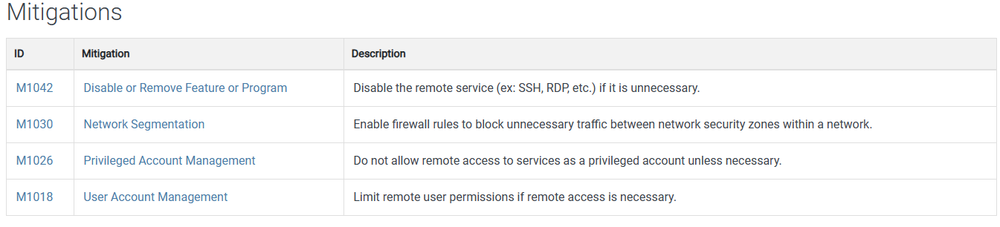 Mitigations
ID Mitigation Description
M1042 Disable or Remove Feature or Program Disable the remote service (ex: SSH, RDP, etc.) if it is unnecessary.
M1030 Network Segmentation Enable firewall rules to block unnecessary traffic between network security zones within a network.
M1026 Privileged Account Management Do not allow remote access to services as a privileged account unless necessary.
M1018 User Account Management Limit remote user permissions if remote access is necessary.